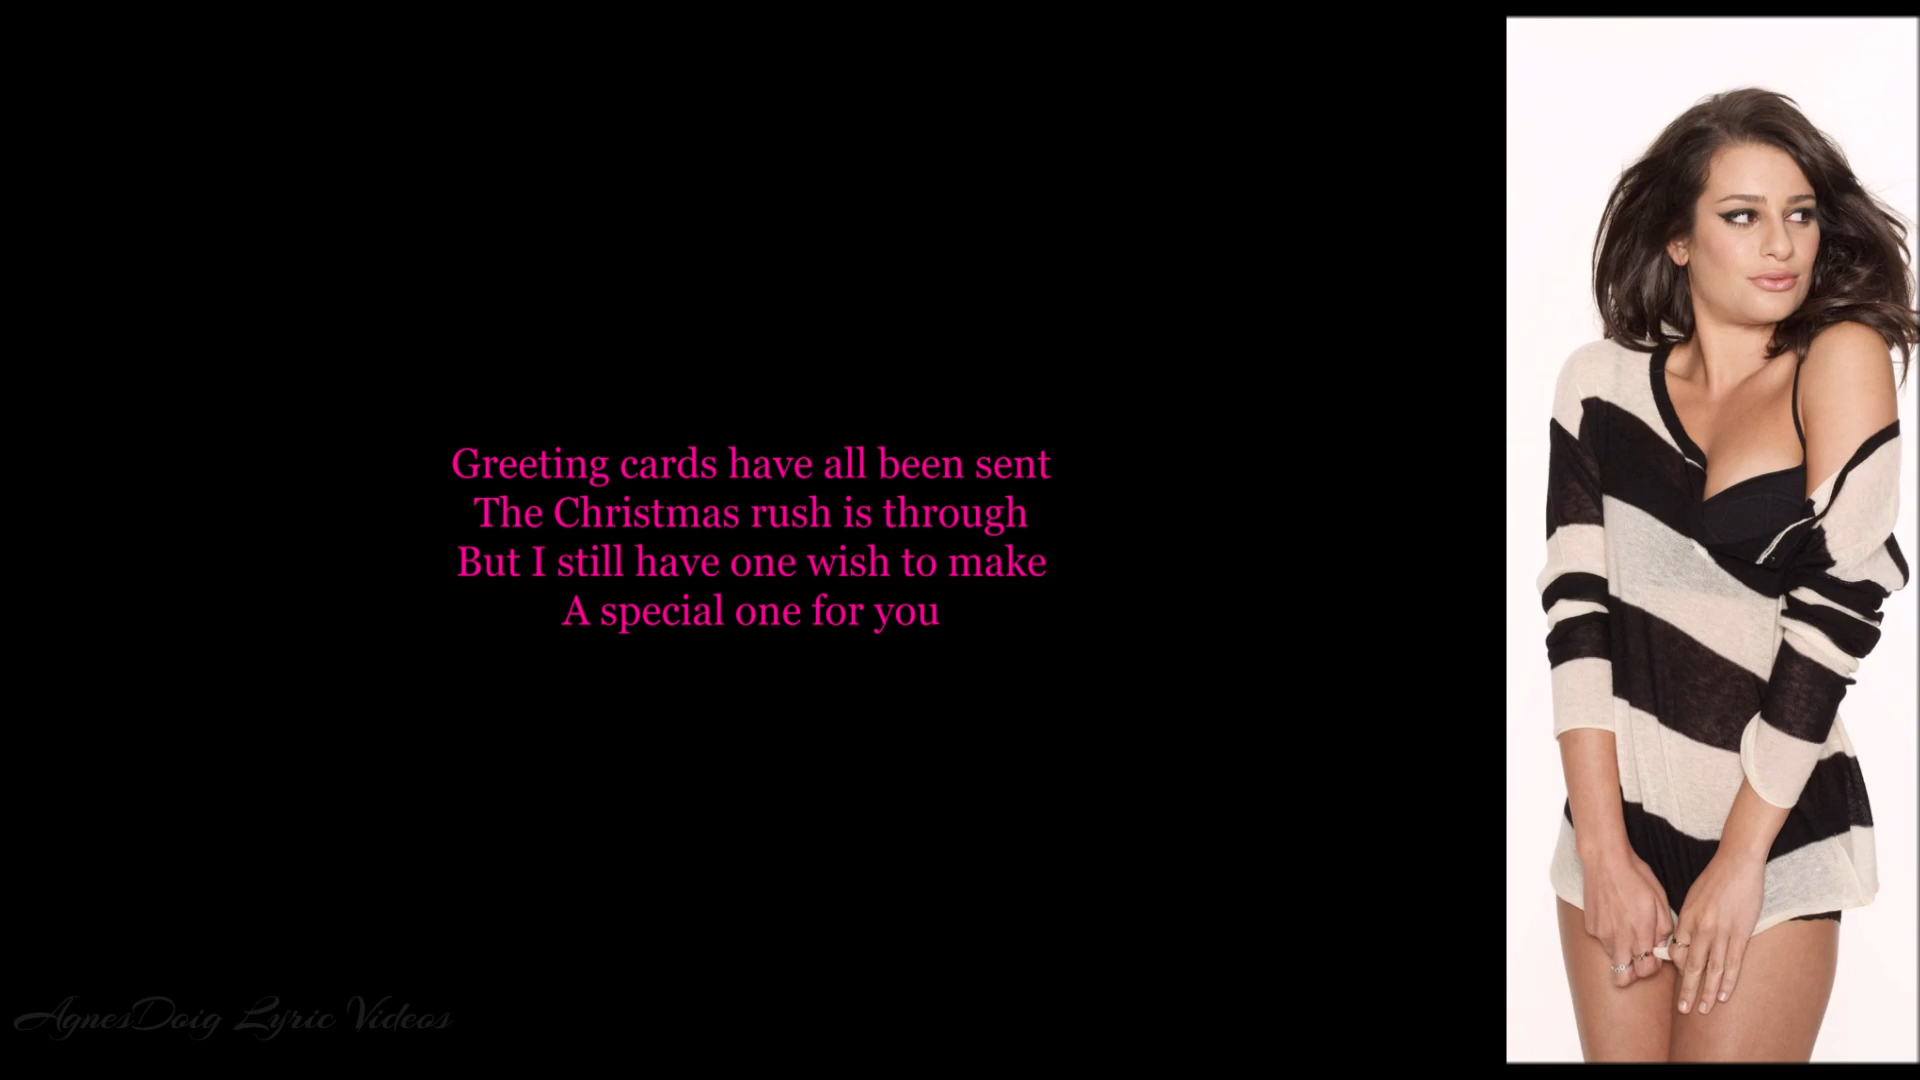 Greeting cards have all been sent
The Christmas rush is through
But I still have one wish to make
A special one for you
AgnesDoig Lyric Videos